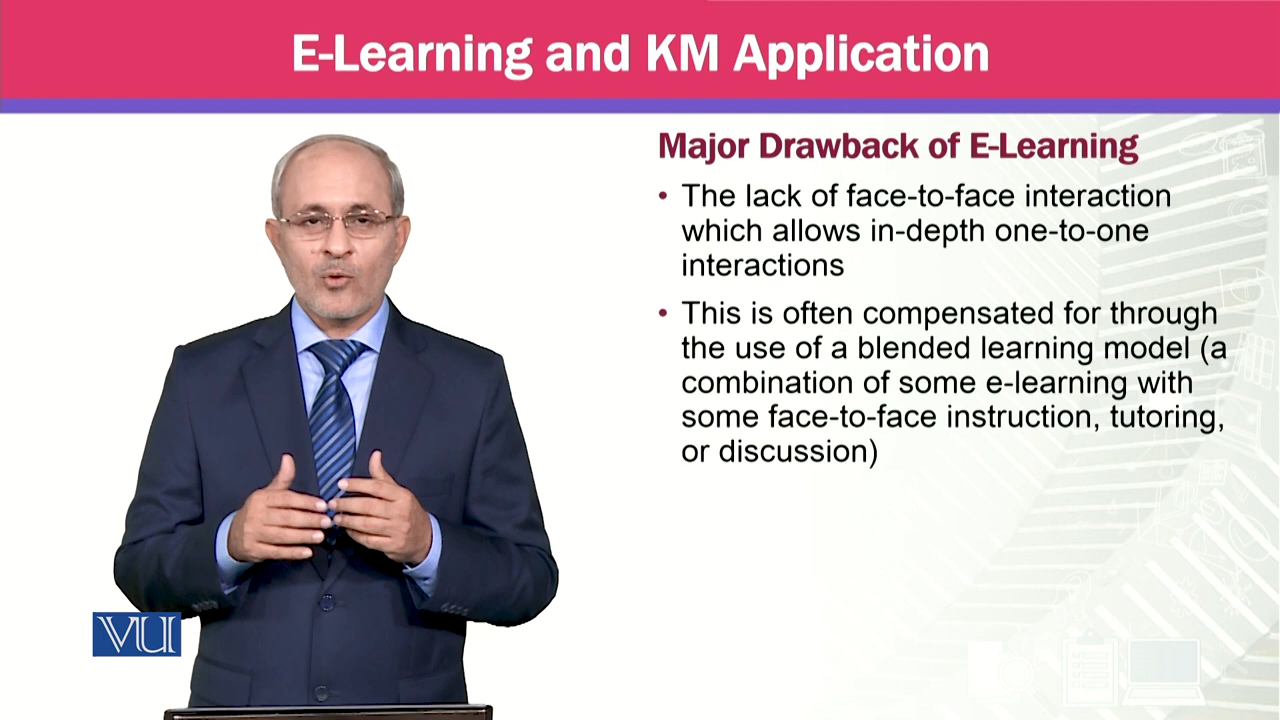 E-Learning and KM Application
Major Drawback of E-Learning
• The lack of face-to-face interaction
which allows in-depth one-to-one
interactions
• This is often compensated for through
the use of a blended learning model (a
combination of some e-learning with
some face-to-face instruction, tutoring,
or discussion)
VU